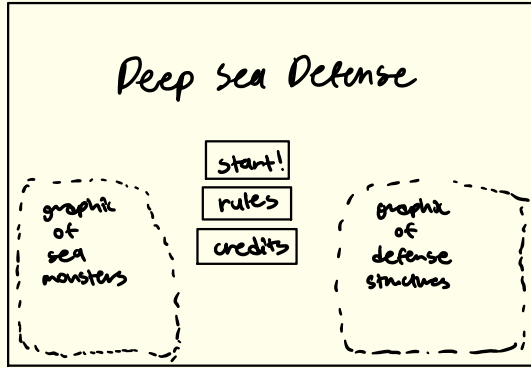 Deep Sea Defense
start!
rules
credits
graphic
of
sea
monsters
graphic
of
defense
structures